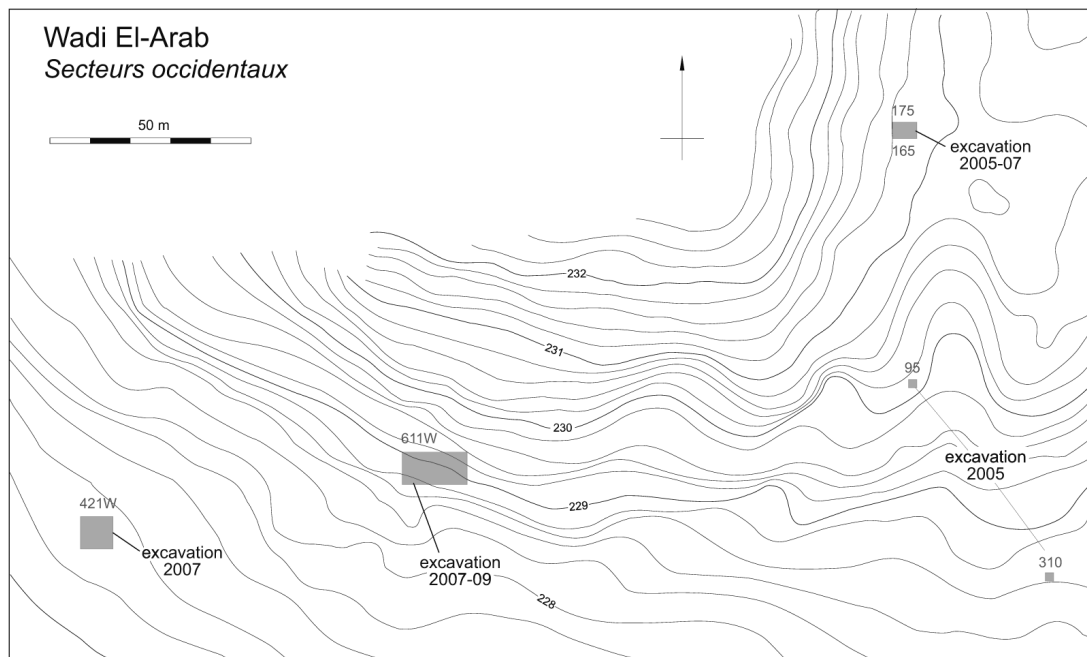 Wadi El-Arab
Secteurs occidentaux
50 m
175
165
excavation
2005-07
232
231
95
230
611W
excavation
2005
421W
229
excavation
2007
excavation
2007-09
310
228